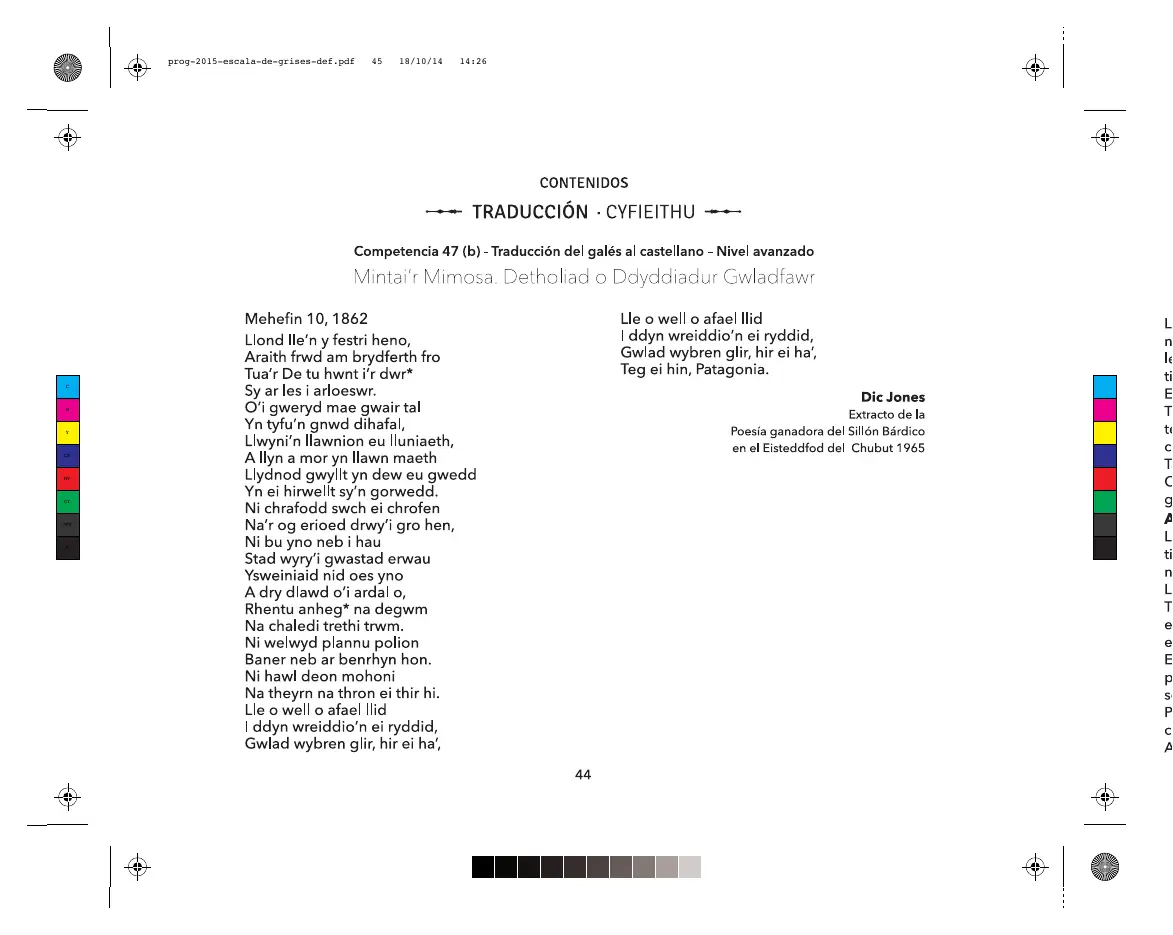 prog-2015-escala-de-grises-def.pdf 45 18/10/14 14:26
CONTENIDOS
TRADUCCIÓN · CYFIEITHU
Competencia 47 (b) - Traducción del galés al castellano – Nivel avanzado
Mintai'r Mimosa. Detholiad o Ddyddiadur Gwladfawr
Mehefin 10, 1862
Llond lle'n y festri heno,
Araith frwd am brydferth fro
Tua'r De tu hwnt i'r dwr*
Sy ar les i arloeswr.
O'i gweryd mae gwair tal
Yn tyfu'n gnwd dihafal,
Llwyni'n llawnion eu lluniaeth,
A llyn a mor yn llawn maeth
Llydnod gwyllt yn dew eu gwedd
Yn ei hirwellt sy'n gorwedd.
Ni chrafodd swch ei chrofen
Na'r og erioed drwy'i gro hen,
Ni bu yno neb i hau
Stad wyry'i gwastad erwau
Ysweiniaid nid oes yno
A dry dlawd o'i ardal o,
Rhentu anheg* na degwm
Na chaledi trethi trwm.
Ni welwyd plannu polion
Baner neb ar benrhyn hon.
Ni hawl deon mohoni
Na theyrn na thron ei thir hi.
Lle o well o afael llid
I ddyn wreiddio'n ei ryddid,
Gwlad wybren glir, hir ei ha',
Lle o well o afael llid
I ddyn wreiddio'n ei ryddid,
Gwlad wybren glir, hir ei ha',
Teg ei hin, Patagonia.
Dic Jones
Extracto de la
Poesía ganadora del Sillón Bárdico
en el Eisteddfod del Chubut 1965
44